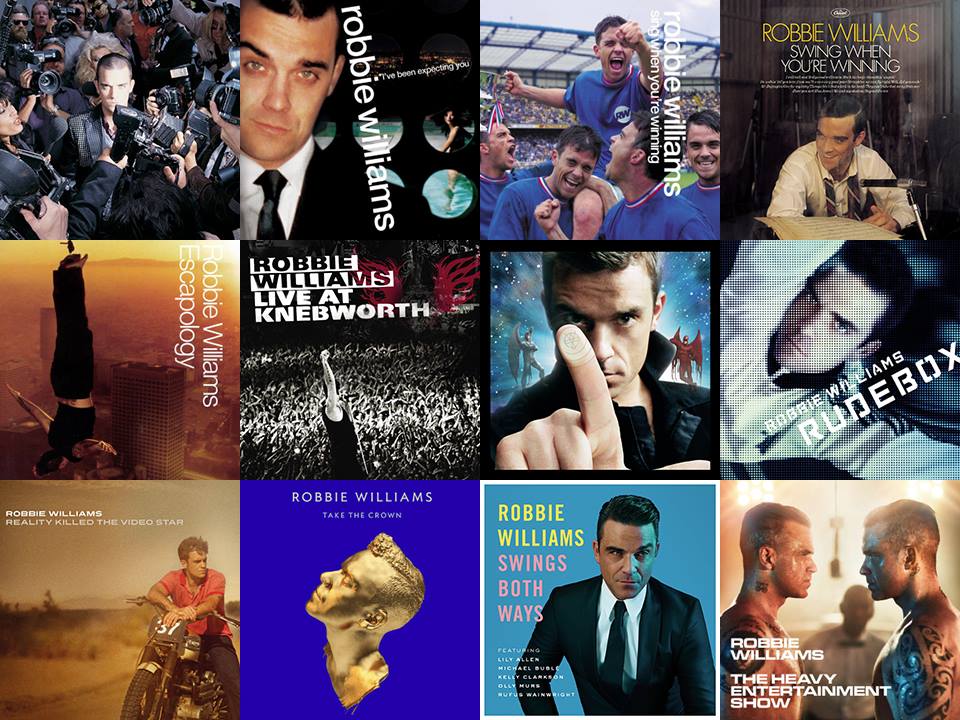 robbie williams
I've been expecting you
robbie williams
sing when you're winning
RW
Capitol
ROBBIE WILLIAMS
SWING WHEN
YOU'RE WINNING
Robbie Williams
Escapology
ROBBIE
WILLIAMS
LIVE AT
KNEBWORTH
ROBBIE WILLIAMS
RUDEBOX
ROBBIE WILLIAMS
REALITY KILLED THE VIDEO STAR
37
ROBBIE WILLIAMS
TAKE THE CROWN
ROBBIE
WILLIAMS
SWINGS
BOTH
WAYS
FEATURING
LILY ALLEN
MICHAEL BUBLÉ
KELLY CLARKSON
OLLY MURS
RUFUS WAINWRIGHT
ROBBIE
WILLIAMS
THE HEAVY
ENTERTAINMENT
SHOW